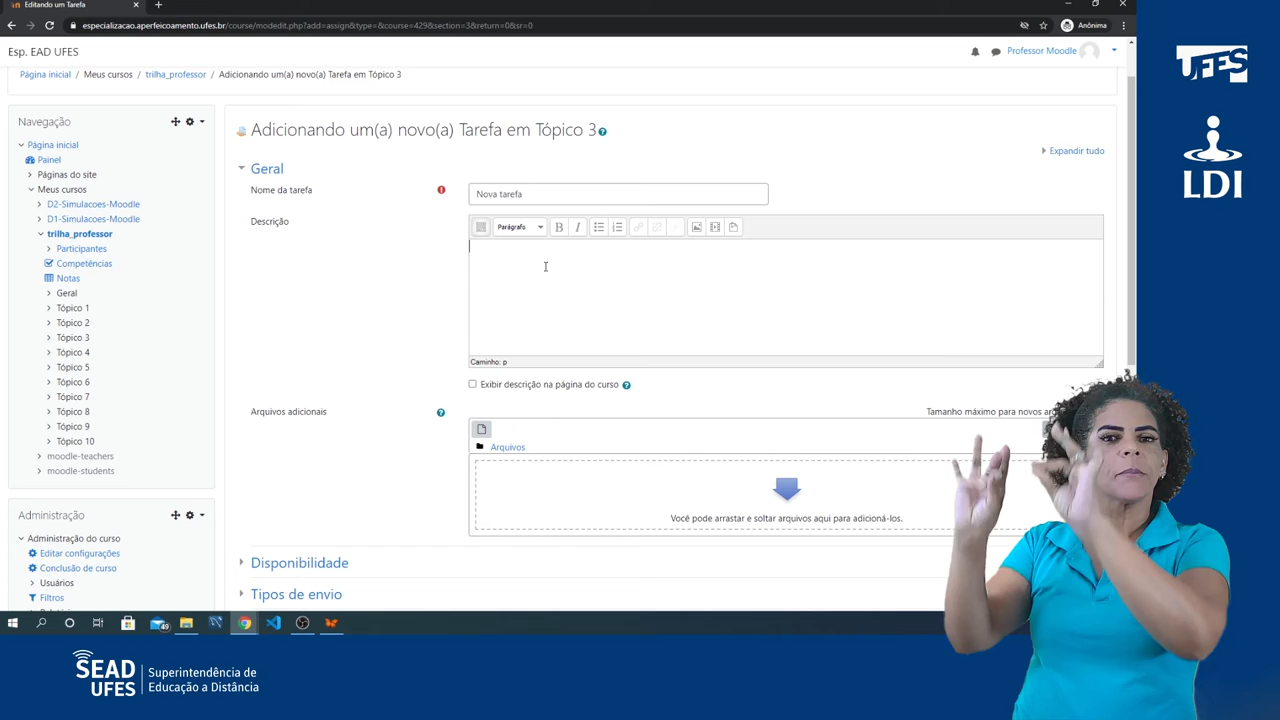 Editando um Tarefa
especializacao.aperfeicoamento.ufes.br/course/modedit.php?add=assign&type=&course=429&section=3&return=0&sr=0
Anônima
Esp. EAD UFES
Professor Moodle
Página inicial / Meus cursos / trilha_professor / Adicionando um(a) novo(a) Tarefa em Tópico 3
UFES
LDI
Navegação
Página inicial
Painel
Páginas do site
Meus cursos
D2-Simulacoes-Moodle
D1-Simulacoes-Moodle
trilha_professor
Participantes
Competências
Notas
Geral
Tópico 1
Tópico 2
Tópico 3
Tópico 4
Tópico 5
Tópico 6
Tópico 7
Tópico 8
Tópico 9
Tópico 10
moodle-teachers
moodle-students
Administração
Administração do curso
Editar configurações
Conclusão de curso
Usuários
Filtros
Adicionando um(a) novo(a) Tarefa em Tópico 3
Expandir tudo
Geral
Nome da tarefa
Nova tarefa
Descrição
Parágrafo
B I
Caminho: p
Exibir descrição na página do curso
Arquivos adicionais
Tamanho máximo para novos
Arquivos
Você pode arrastar e soltar arquivos aqui para adicioná-los.
Disponibilidade
Tipos de envio
49
SEAD UFES
Superintendência de
Educação a Distância